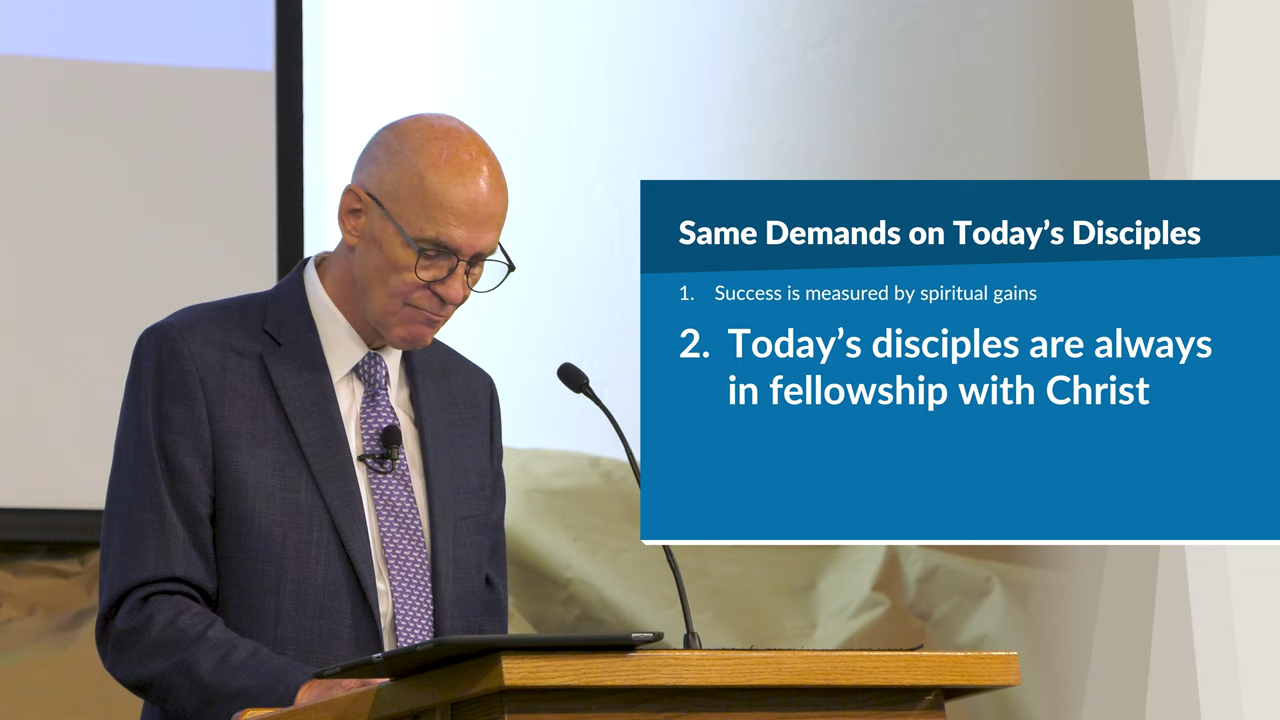 Same Demands on Today’s Disciples
1. Success is measured by spiritual gains
2. Today’s disciples are always
in fellowship with Christ